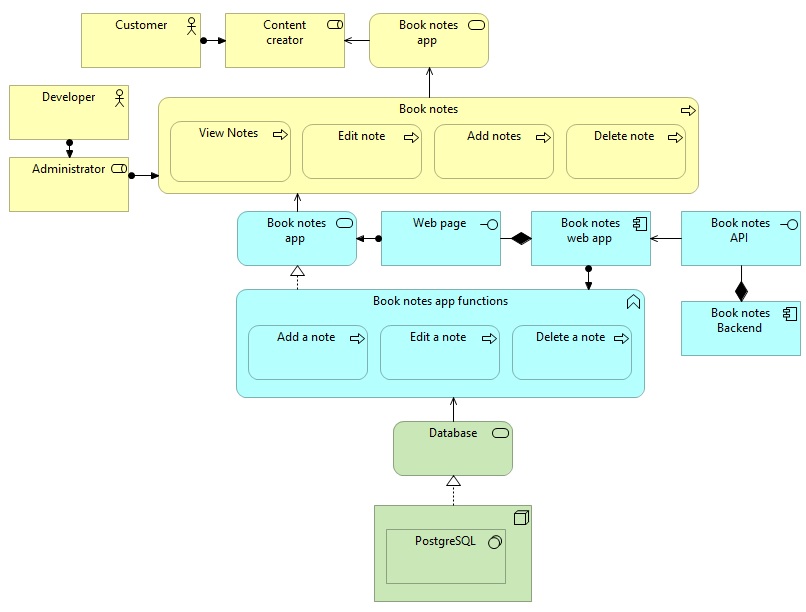 Customer
Content
creator
Book notes
app
Developer
Administrator
Book notes
View Notes
Edit note
Add notes
Delete note
Book notes
app
Web page
Book notes
web app
Book notes
API
Book notes
Backend
Book notes app functions
Add a note
Edit a note
Delete a note
Database
PostgreSQL